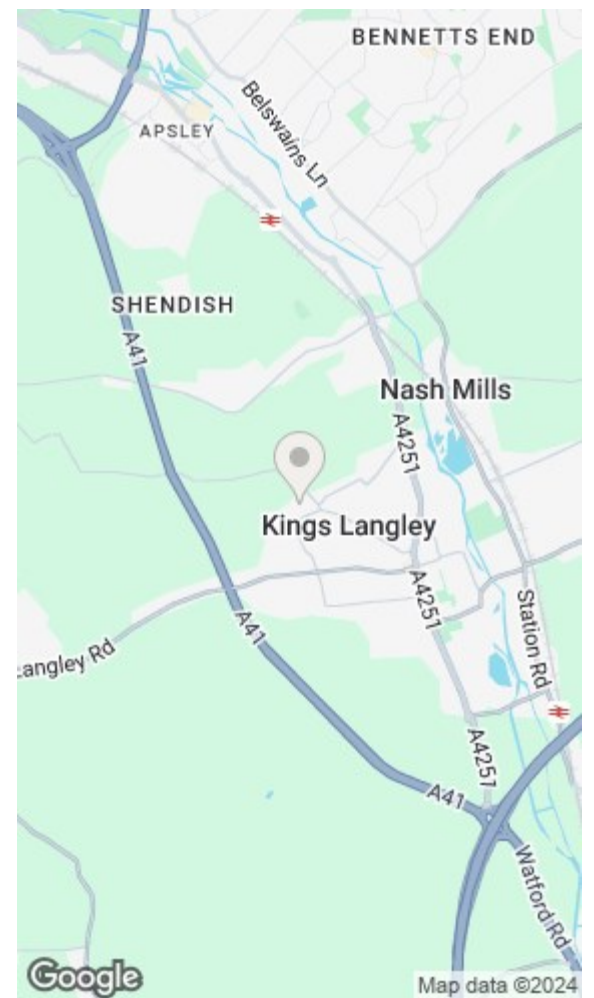 BENNETTS END
Belswains Ln
APSLEY
SHENDISH
A41
Nash Mills
A4251
Kings Langley
A4251
Station Rd
A41
Langley Rd
A4251
A41
Watford Rd
Google
Map data ©2024